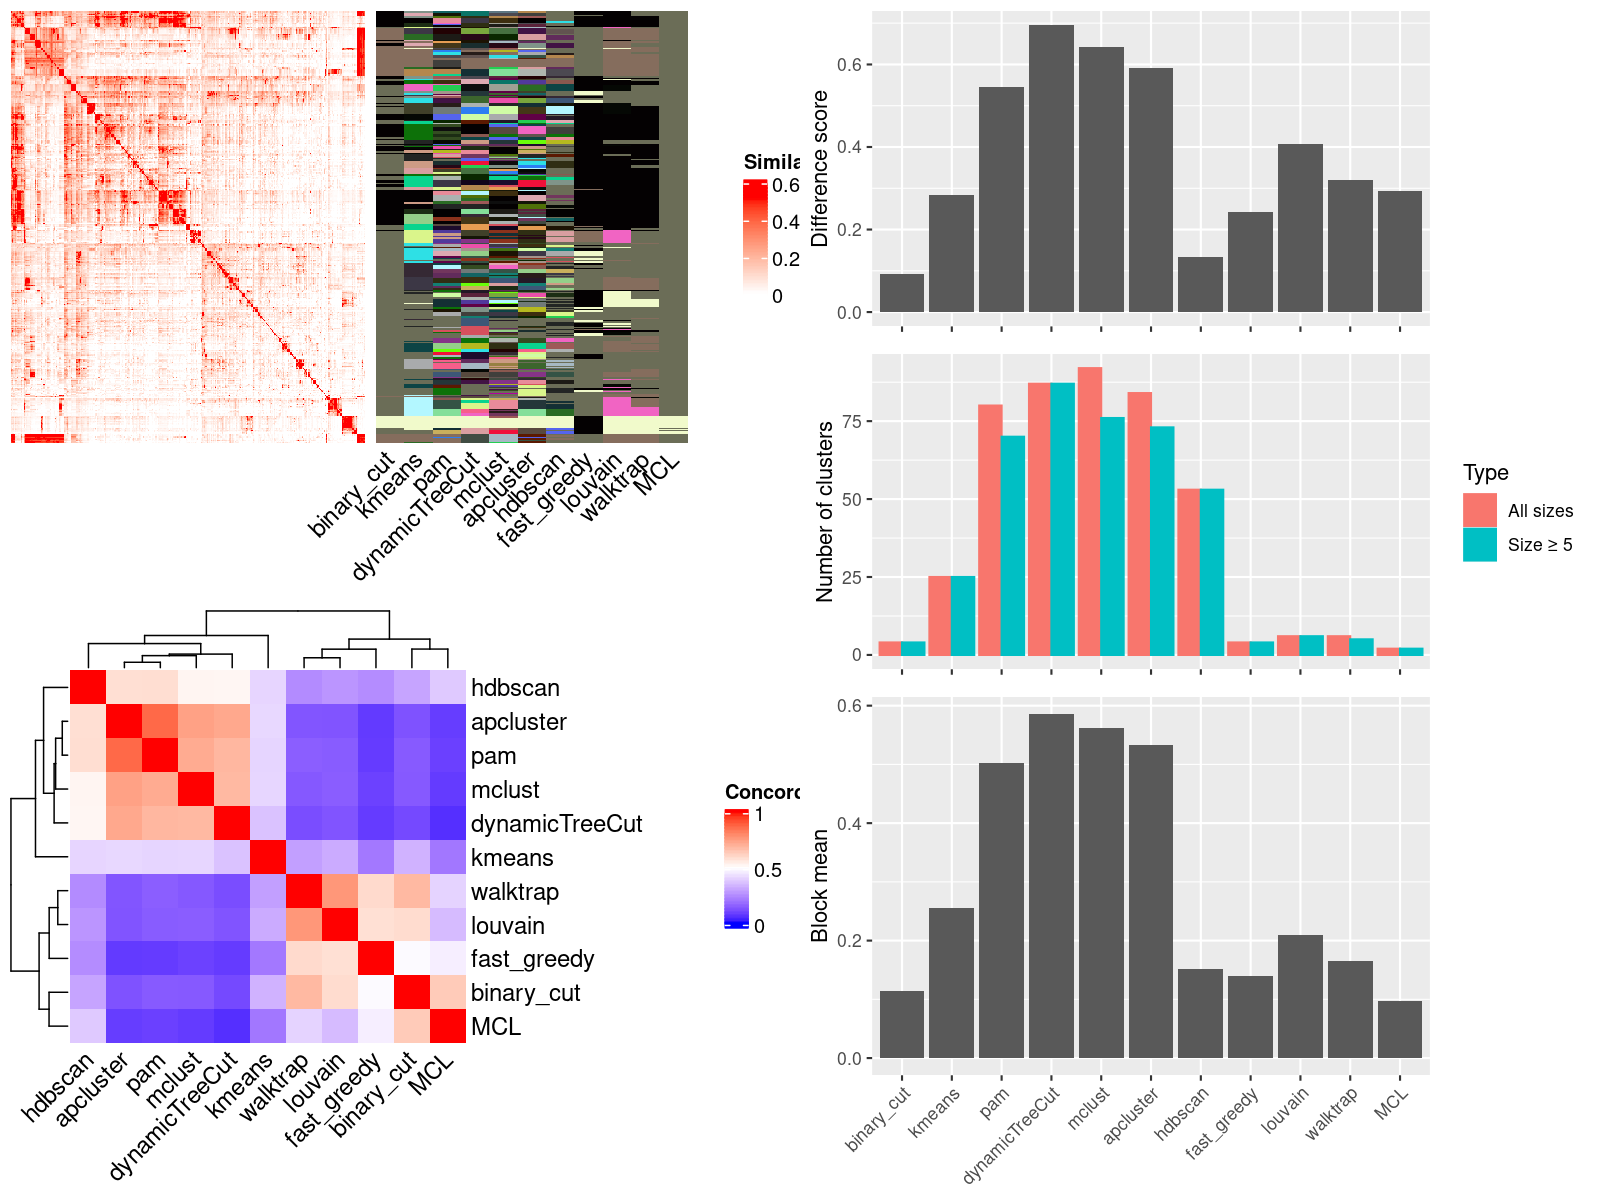 Simila
0.6
0.4
0.2
0
binary_cut
kmeans
pam
dynamicTreeCut
mclust
apcluster
hdbscan
fast_greedy
louvain
walktrap
MCL
Difference score
0.6
0.4
0.2
0.0
Number of clusters
75
50
25
0
Type
All sizes
Size ≥ 5
hdbscan
apcluster
pam
mclust
dynamicTreeCut
kmeans
walktrap
louvain
fast_greedy
binary_cut
MCL
hdbscan
apcluster
pam
mclust
dynamicTreeCut
kmeans
walktrap
louvain
fast_greedy
binary_cut
MCL
Concord
1
0.5
0
Block mean
0.6
0.4
0.2
0.0
binary_cut
kmeans
pam
dynamicTreeCut
mclust
apcluster
hdbscan
fast_greedy
louvain
walktrap
MCL